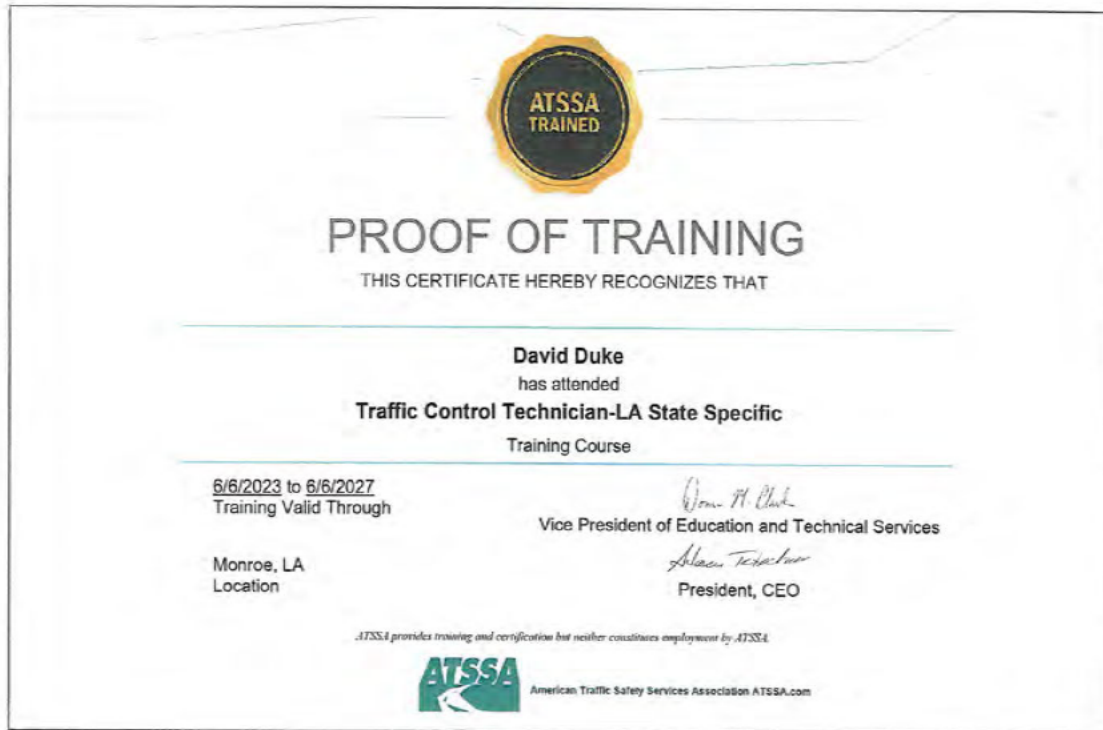 ATSSA
TRAINED
PROOF OF TRAINING
THIS CERTIFICATE HEREBY RECOGNIZES THAT
David Duke
has attended
Traffic Control Technician-LA State Specific
Training Course
6/6/2023 to 6/6/2027
Training Valid Through
Vice President of Education and Technical Services
Monroe, LA
Location
President, CEO
ATSSA provides training and certification but neither constitutes employment by ATSSA.
ATSSA
American Traffic Safety Services Association ATSSA.com